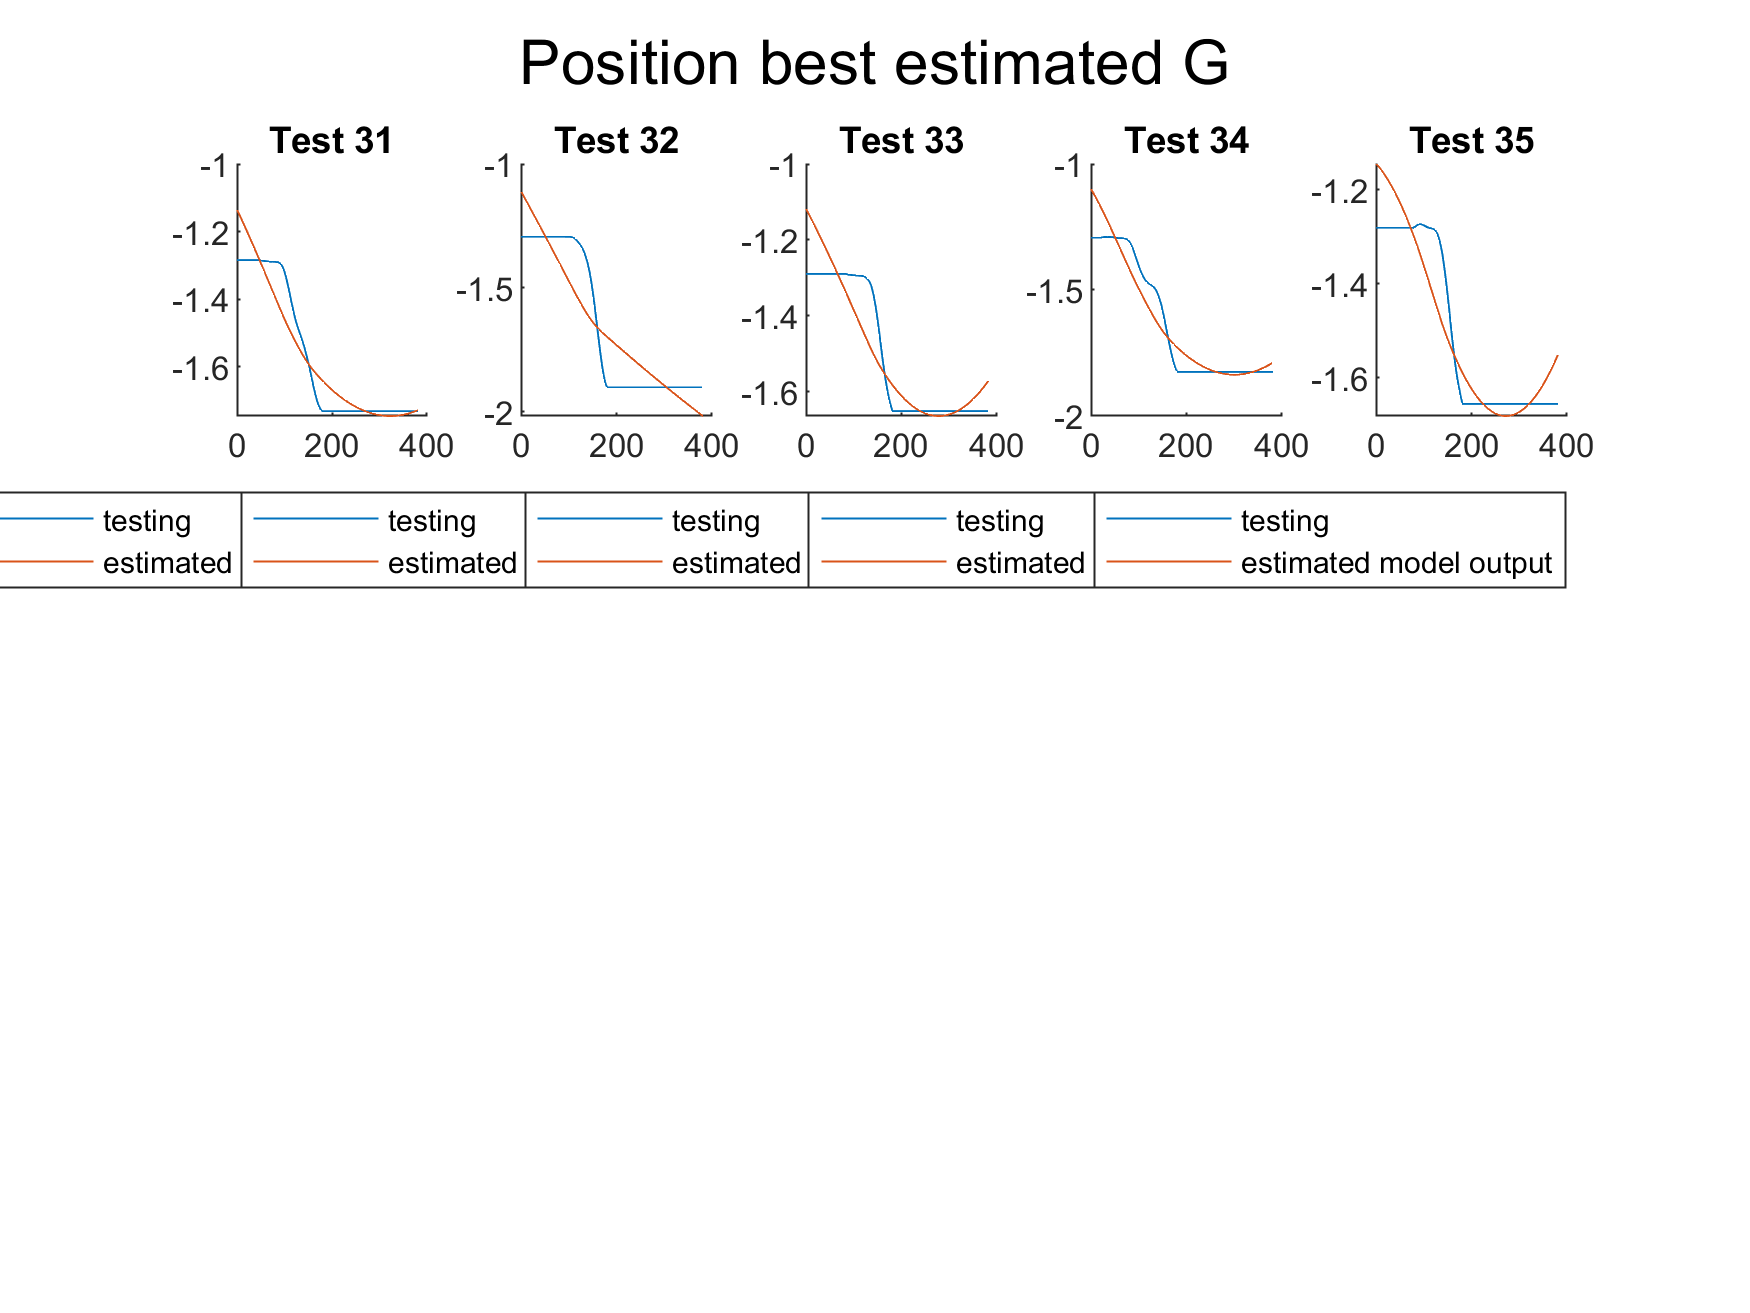 Position best estimated G
Test 31 Test 32 Test 33 Test 34 Test 35
-1
-1.2
-1.4
-1.6
0 200 400
-1
-1.5
-2
0 200 400
-1
-1.2
-1.4
-1.6
0 200 400
-1
-1.5
-2
0 200 400
-1.2
-1.4
-1.6
0 200 400
testing testing testing testing testing
estimated estimated estimated estimated estimated model output